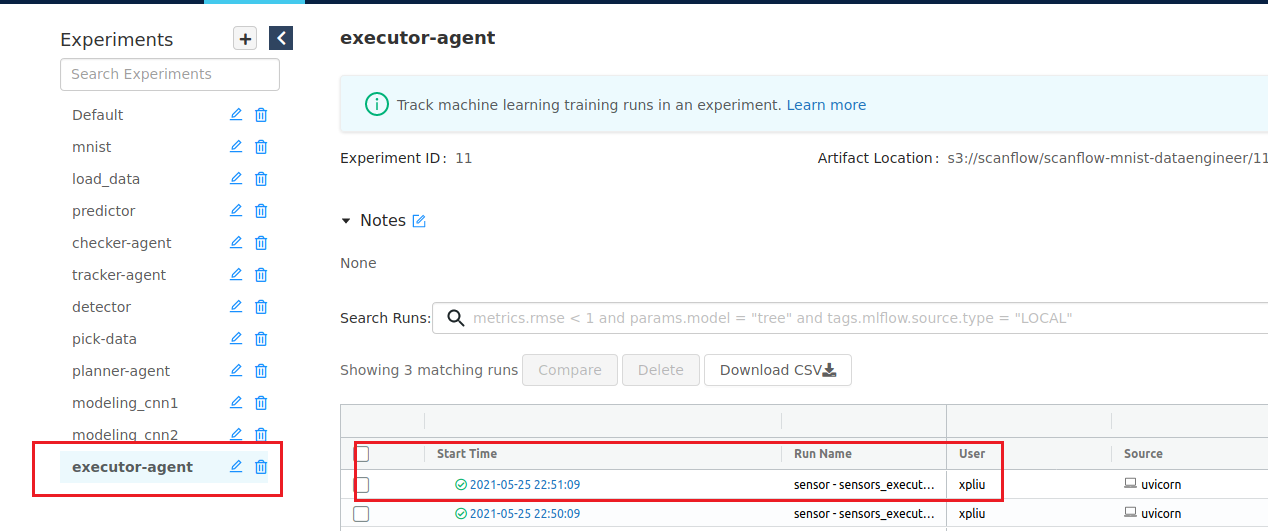 Experiments
+
Search Experiments
Default
mnist
load_data
predictor
checker-agent
tracker-agent
detector
pick-data
planner-agent
modeling_cnn1
modeling_cnn2
executor-agent
executor-agent
Track machine learning training runs in an experiment. Learn more
Experiment ID: 11 Artifact Location: s3://scanflow/scanflow-mnist-dataengineer/11
Notes
None
Search Runs: metrics.rmse < 1 and params.model = "tree" and tags.mlflow.source.type = "LOCAL"
Showing 3 matching runs Compare Delete Download CSV
Start Time Run Name User Source
2021-05-25 22:51:09 sensor - sensors_execut... xpliu uvicorn
2021-05-25 22:50:09 sensor - sensors_execut... xpliu uvicorn